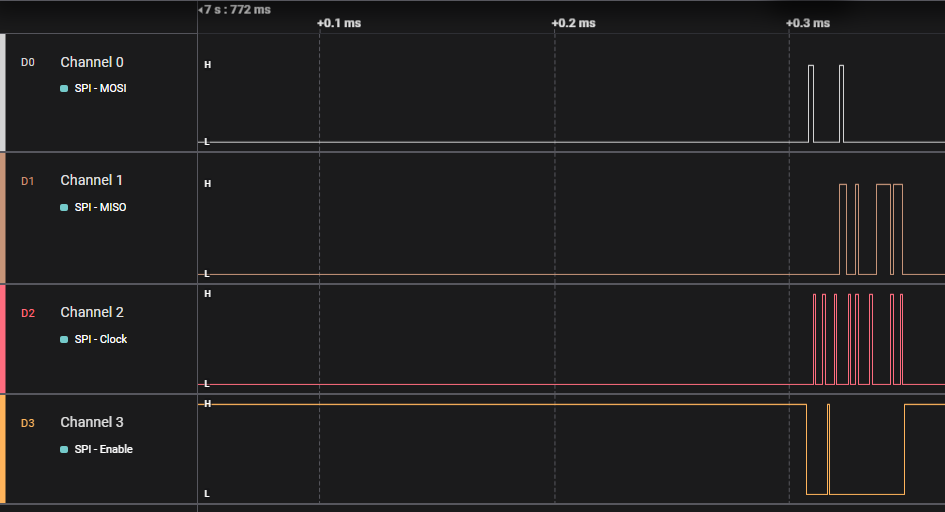 7 s : 772 ms
+0.1 ms +0.2 ms +0.3 ms
D0 Channel 0 H
SPI - MOSI
L
D1 Channel 1 H
SPI - MISO
L
H
D2 Channel 2
SPI - Clock
L
H
D3 Channel 3
SPI - Enable
L